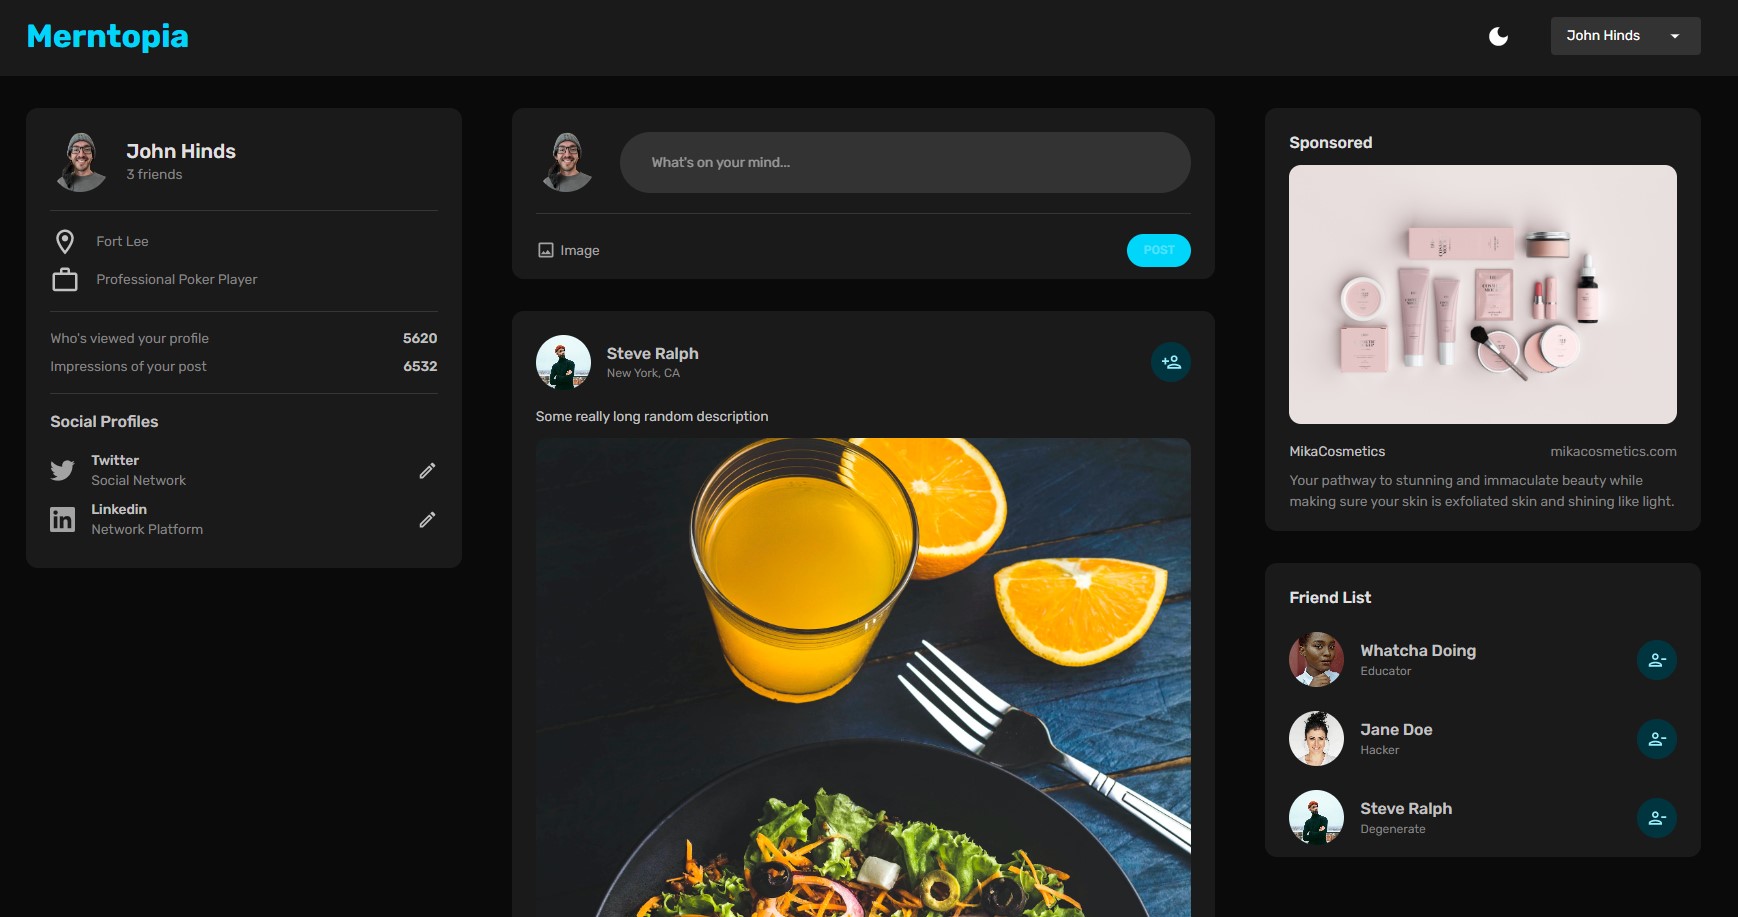 Merntopia
John Hinds
John Hinds
3 friends
Fort Lee
Professional Poker Player
Who's viewed your profile 5620
Impressions of your post 6532
Social Profiles
Twitter
Social Network
Linkedin
Network Platform
What's on your mind...
Image
POST
Steve Ralph
New York, CA
Some really long random description
Sponsored
MikaCosmetics mikacosmetics.com
Your pathway to stunning and immaculate beauty while
making sure your skin is exfoliated skin and shining like light.
Friend List
Whatcha Doing
Educator
Jane Doe
Hacker
Steve Ralph
Degenerate